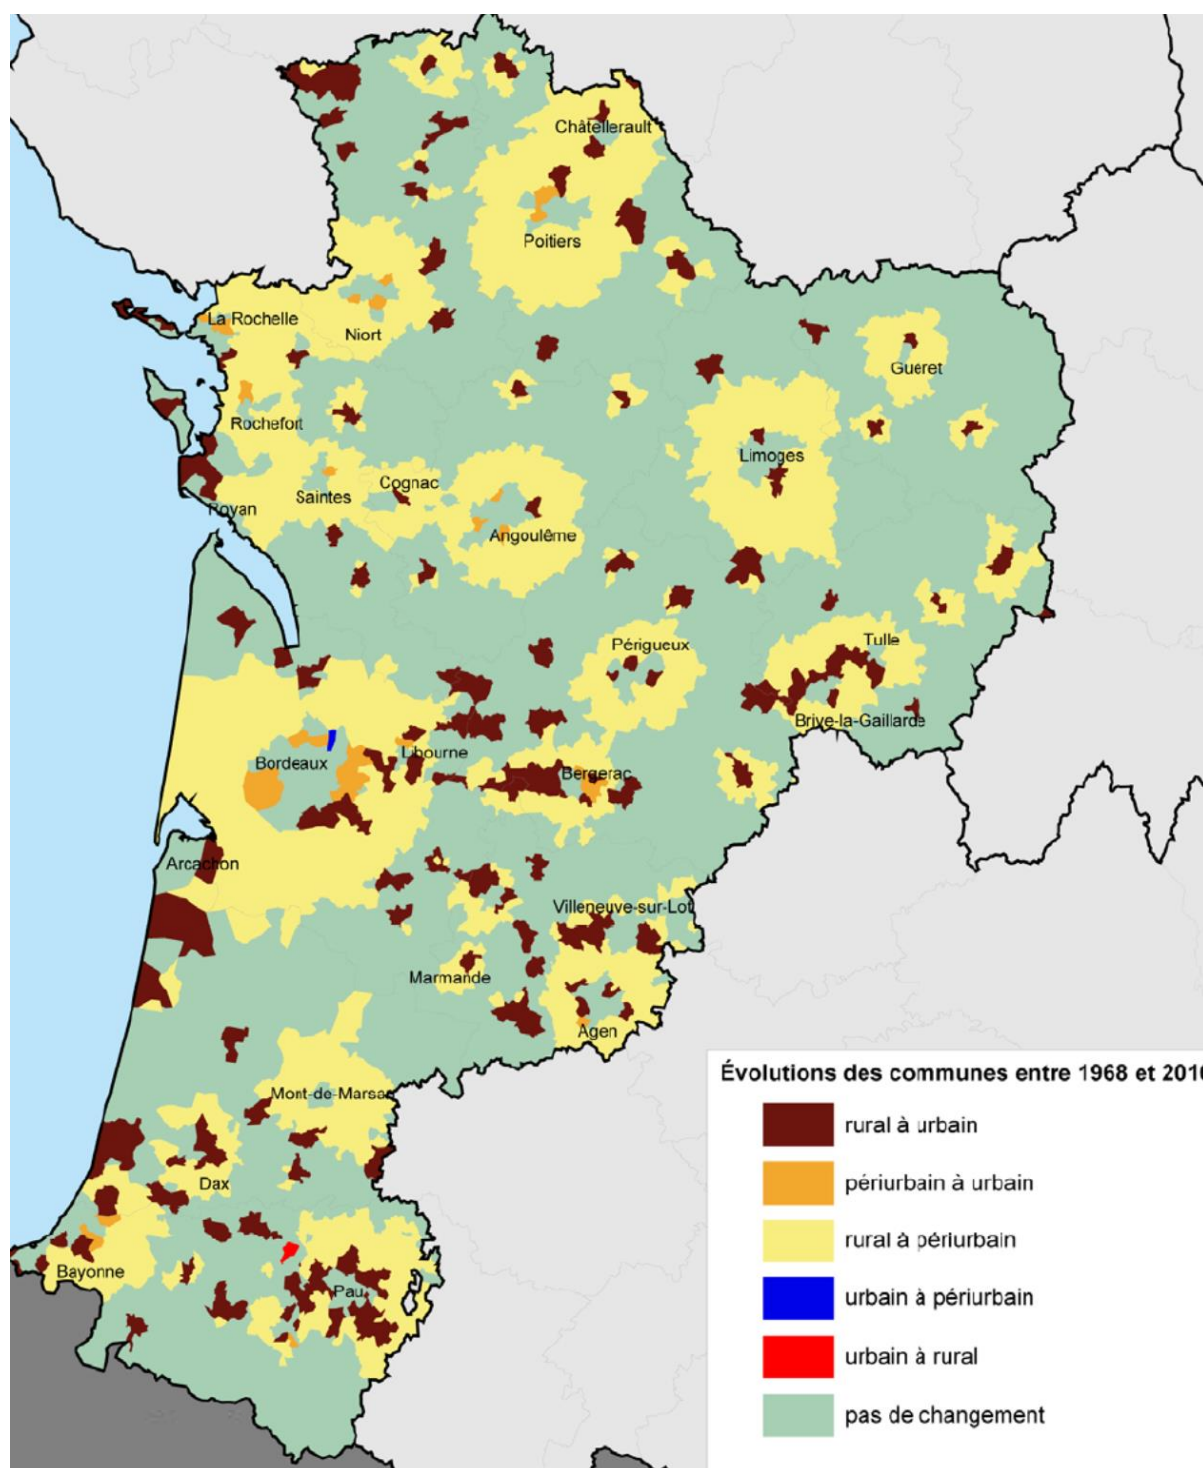 Châtellerault
Poitiers
La Rochelle
Niort
Guéret
Rochefort
Limoges
Cognac
Saintes
Royan
Angoulême
Périgueux
Tulle
Brive-la-Gaillarde
Libourne
Bordeaux
Bergerac
Arcachon
Villeneuve-sur-Lot
Marmande
Agen
Mont-de-Marsan
Dax
Bayonne
Pau
Évolutions des communes entre 1968 et 2010
rural à urbain
périurbain à urbain
rural à périurbain
urbain à périurbain
urbain à rural
pas de changement